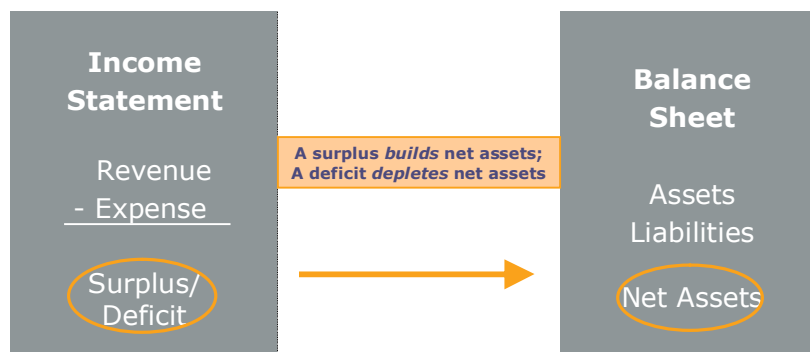 Income
Statement
Revenue
- Expense
Surplus/
Deficit
A surplus builds net assets;
A deficit depletes net assets
Balance
Sheet
Assets
Liabilities
Net Assets